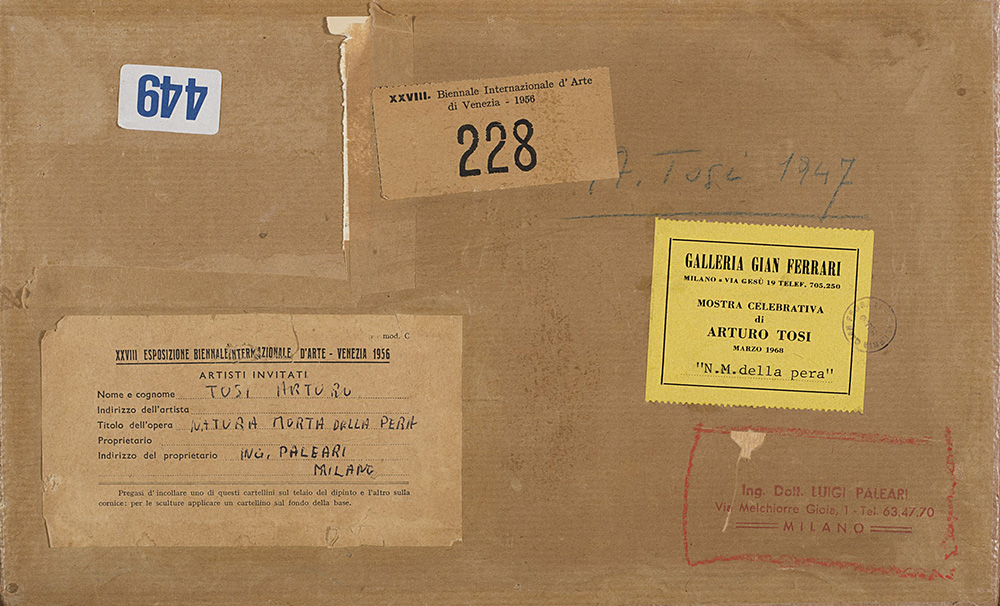 449
XXVIII. Biennale Internazionale d'Arte
di Venezia - 1956
228
A. Tosi 1947
GALLERIA GIAN FERRARI
MILANO - VIA GESÙ 19 TELEF. 705.250
MOSTRA CELEBRATIVA
di
ARTURO TOSI
MARZO 1968
"N.M.della pera"
mod. C
XXVIII ESPOSIZIONE BIENNALE INTERNAZIONALE D'ARTE - VENEZIA 1956
ARTISTI INVITATI
Nome e cognome TOSI ARTURO
Indirizzo dell'artista
Titolo dell'opera NATURA MORTA DELLA PERA
Proprietario
Indirizzo del proprietario ING. PALEARI
MILANO
Pregasi d'incollare uno di questi cartellini sul telaio del dipinto e l'altro sulla
cornice: per le sculture applicare un cartellino sul fondo della base.
Ing. Dott. LUIGI PALEARI
Via Melchiorre Gioia, 1 - Tel. 63.47.70
MILANO